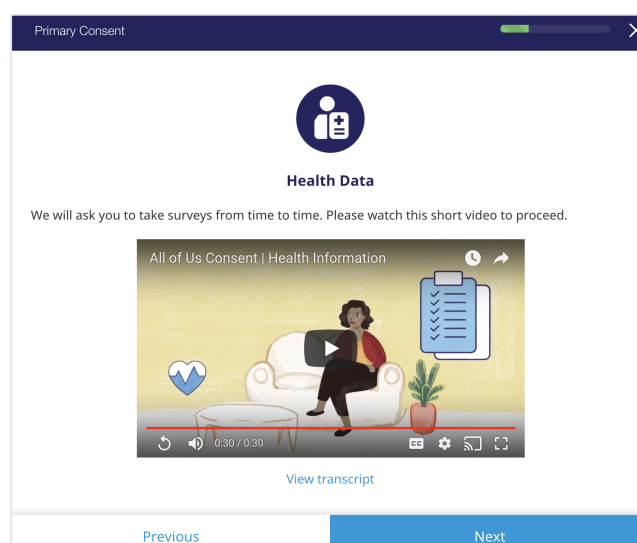 Primary Consent
Health Data
We will ask you to take surveys from time to time. Please watch this short video to proceed.
All of Us Consent | Health Information
0:30 / 0:30
CC
View transcript
Previous
Next